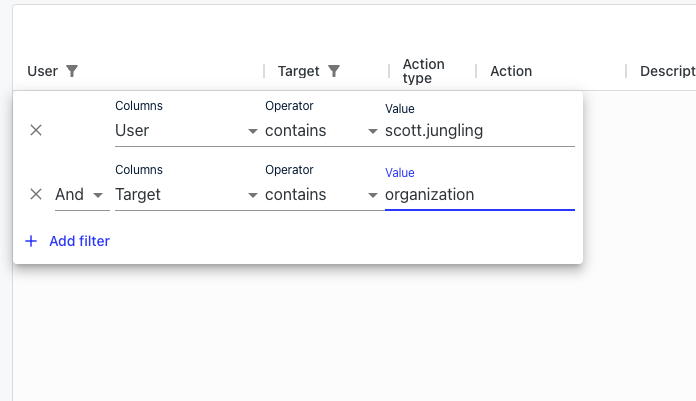 User Target Action type Action Descript
Columns Operator Value
User contains scott.jungling
Columns Operator Value
And Target contains organization
+ Add filter